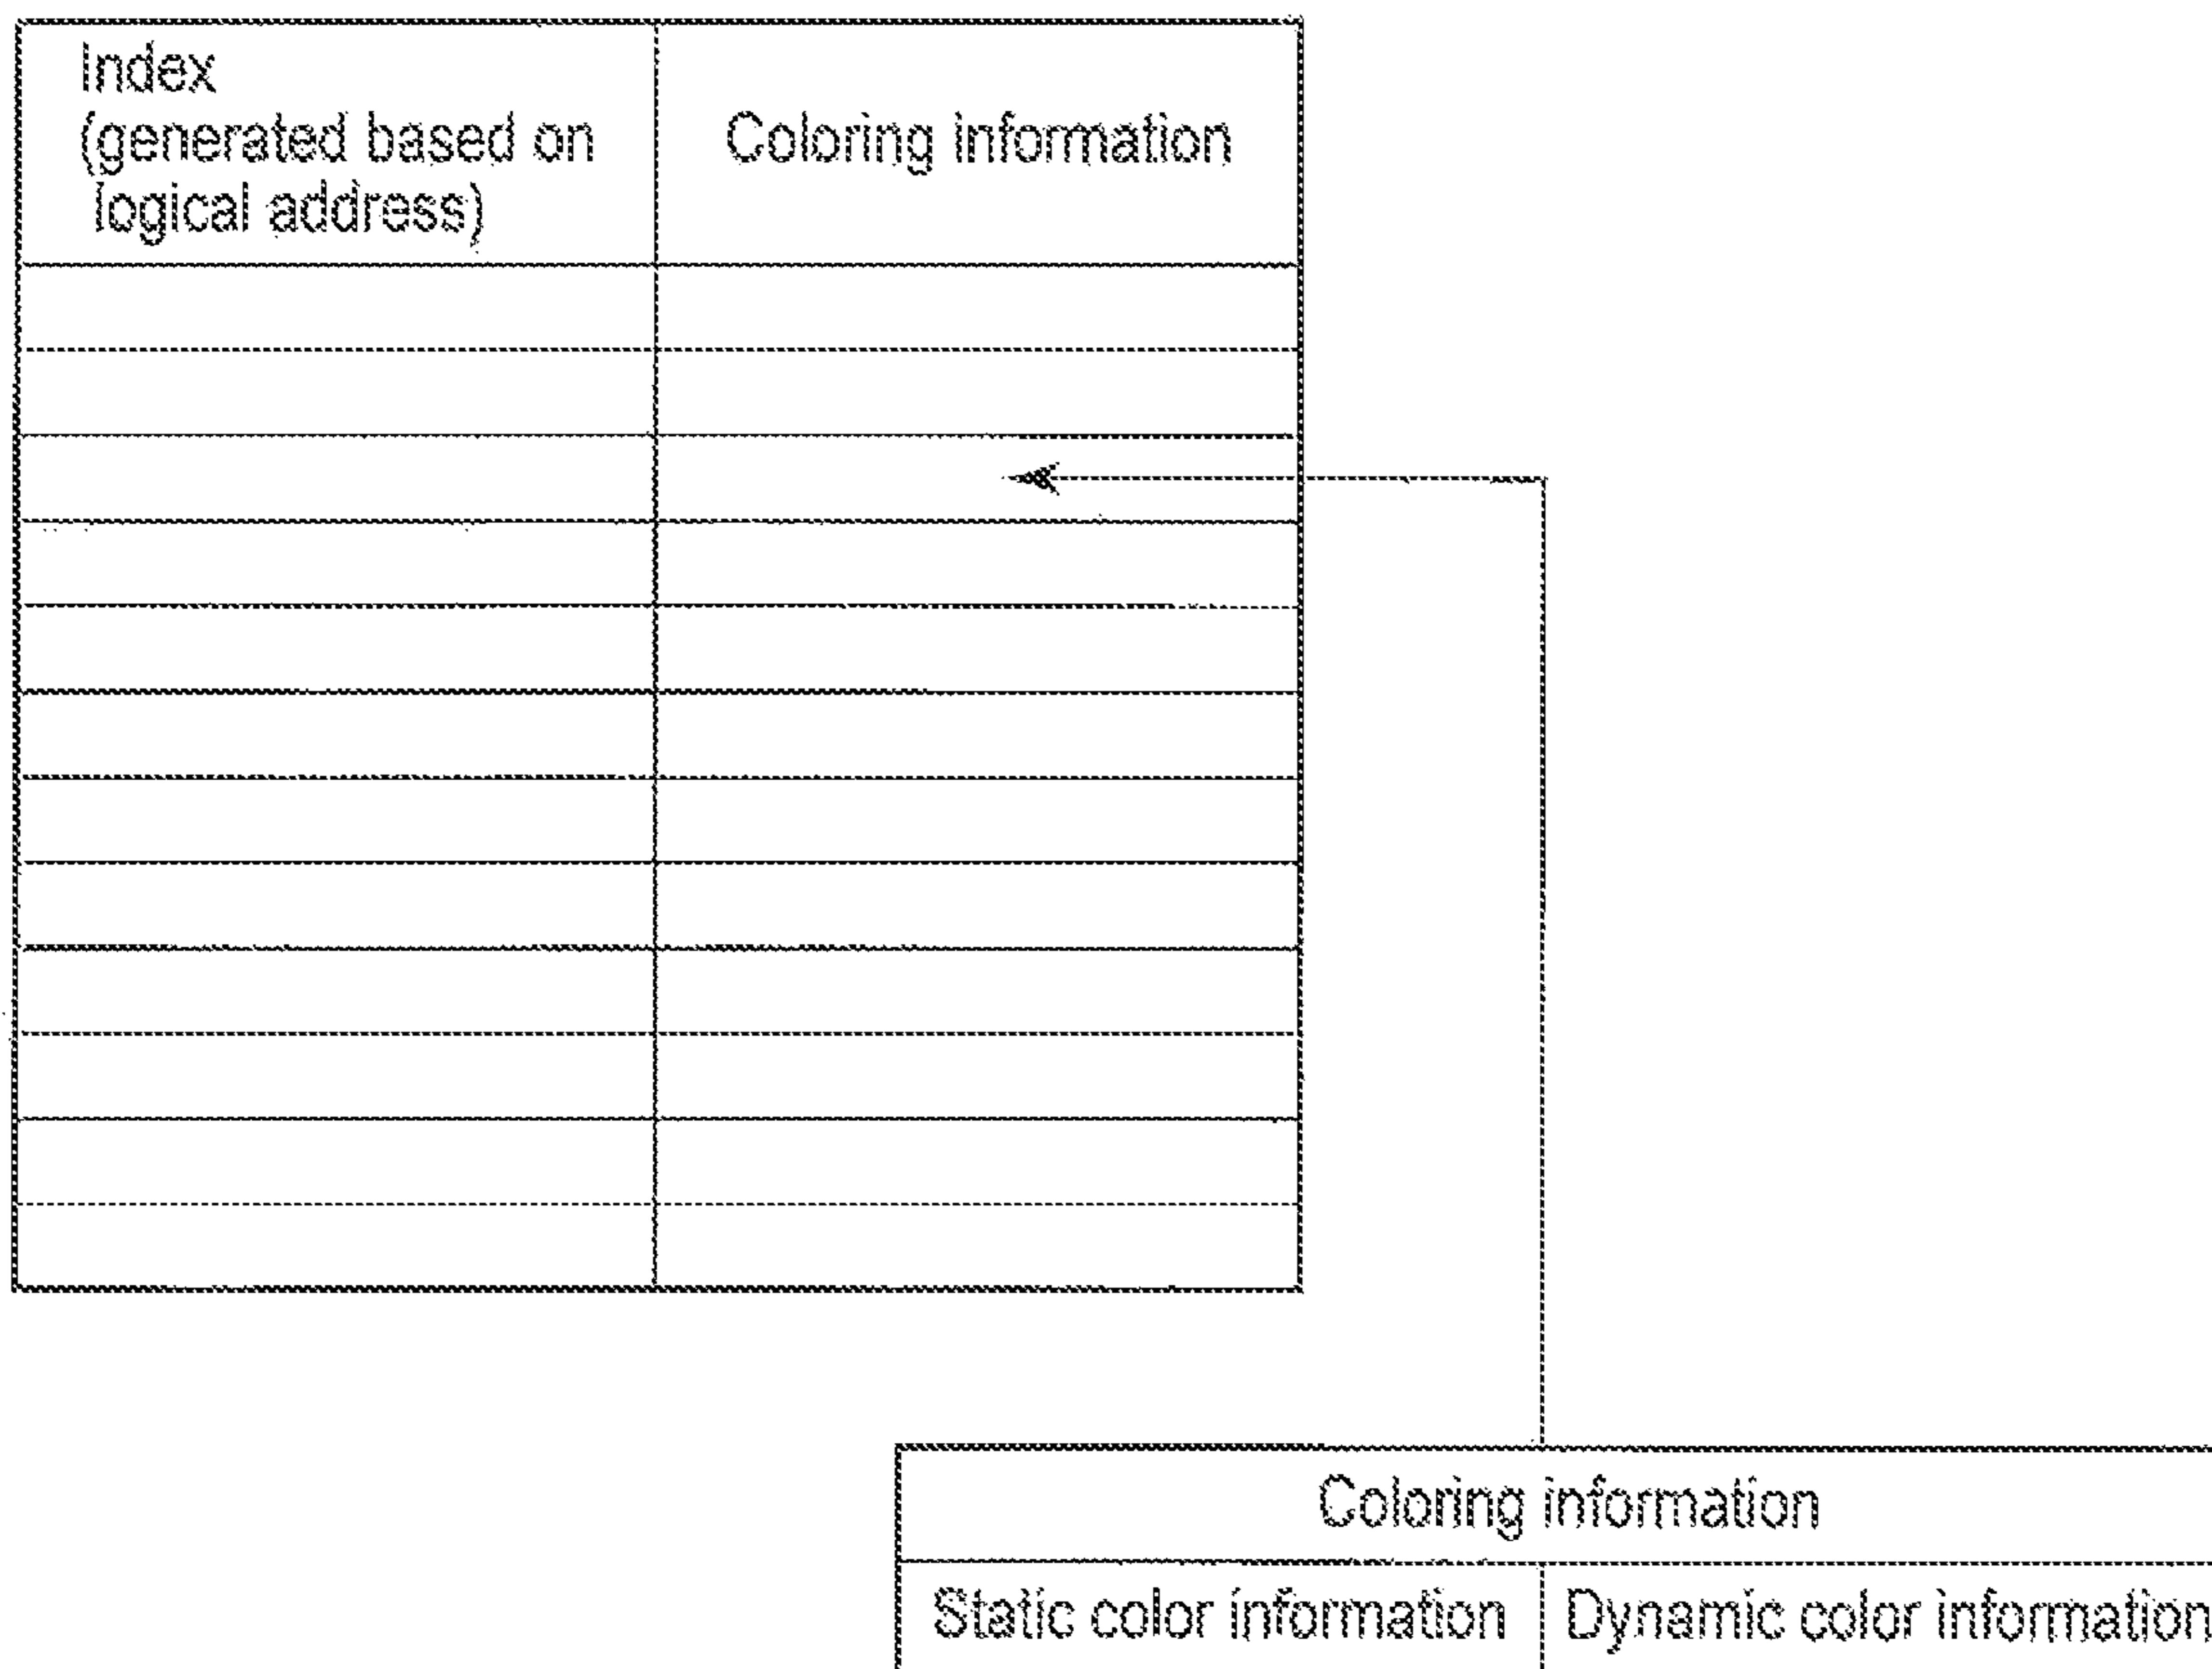 Index
(generated based on
logical address)
Coloring information
Coloring information
Static color information
Dynamic color information